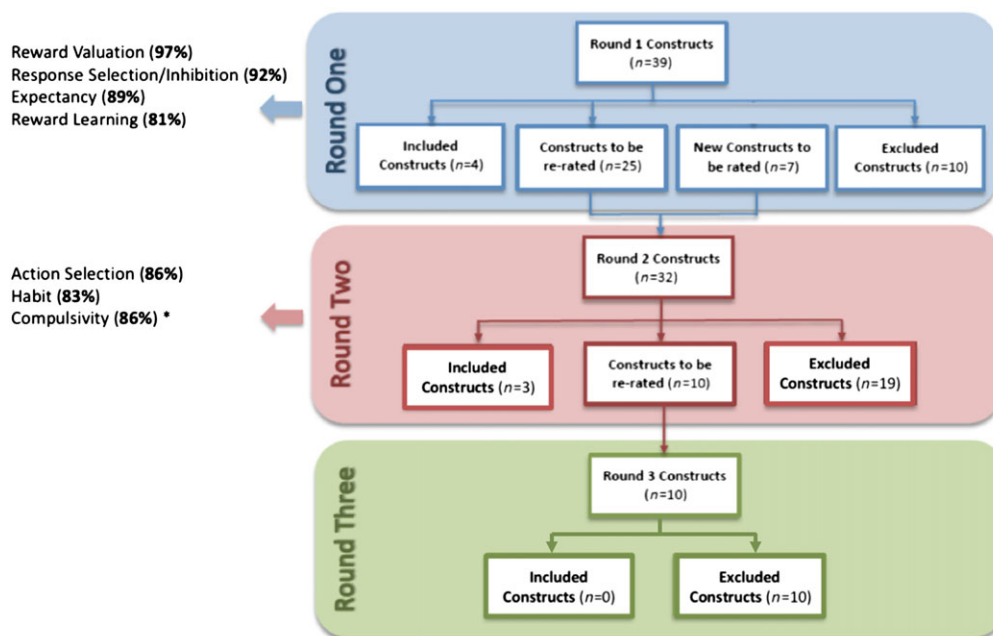 Reward Valuation (97%)
Response Selection/Inhibition (92%)
Expectancy (89%)
Reward Learning (81%)
Round One
Round 1 Constructs
(n=39)
Included
Constructs (n=4)
Constructs to be
re-rated (n=25)
New Constructs to
be rated (n=7)
Excluded
Constructs (n=10)
Action Selection (86%)
Habit (83%)
Compulsivity (86%) *
Round Two
Round 2 Constructs
(n=32)
Included
Constructs (n=3)
Constructs to be
re-rated (n=10)
Excluded
Constructs (n=19)
Round Three
Round 3 Constructs
(n=10)
Included
Constructs (n=0)
Excluded
Constructs (n=10)